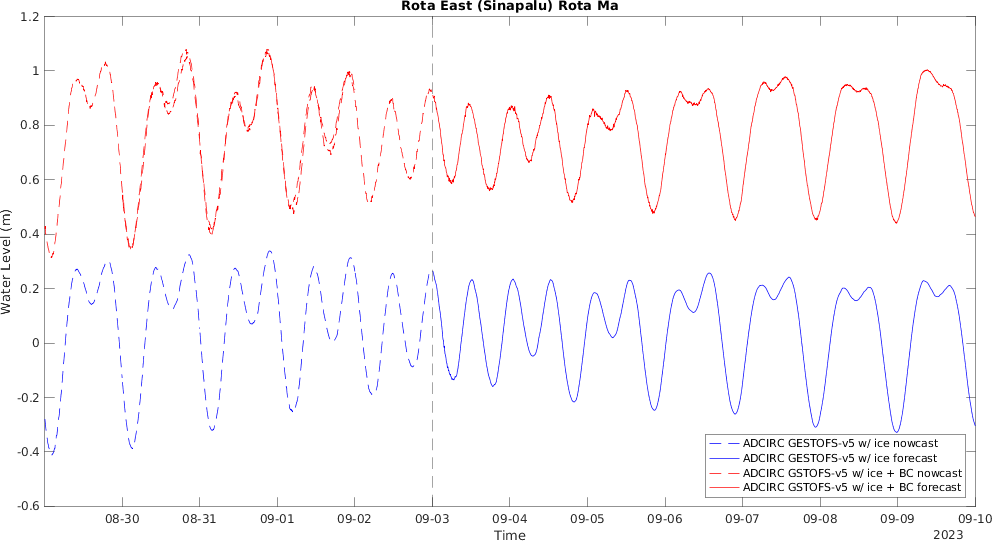 Rota East (Sinapalu) Rota Ma
1.2
1
0.8
0.6
0.4
0.2
0
-0.2
-0.4
-0.6
Water Level (m)
ADCIRC GESTOFS-v5 w/ ice nowcast
ADCIRC GESTOFS-v5 w/ ice forecast
ADCIRC GSTOFS-v5 w/ ice + BC nowcast
ADCIRC GSTOFS-v5 w/ ice + BC forecast
08-30 08-31 09-01 09-02 09-03 09-04 09-05 09-06 09-07 09-08 09-09 09-10
Time
2023